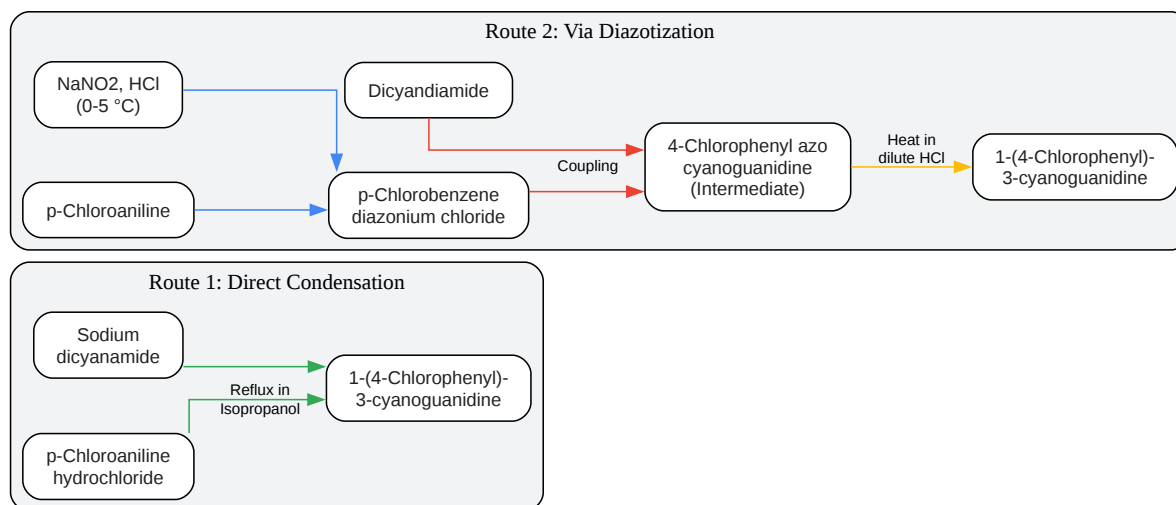 Route 2: Via Diazotization
NaNO2, HCl
(0-5 °C)
Dicyandiamide
p-Chloroaniline
p-Chlorobenzene
diazonium chloride
Coupling
4-Chlorophenyl azo
cyanoguanidine
(Intermediate)
Heat in
dilute HCl
1-(4-Chlorophenyl)-
3-cyanoguanidine
Route 1: Direct Condensation
Sodium
dicyanamide
p-Chloroaniline
hydrochloride
Reflux in
Isopropanol
1-(4-Chlorophenyl)-
3-cyanoguanidine